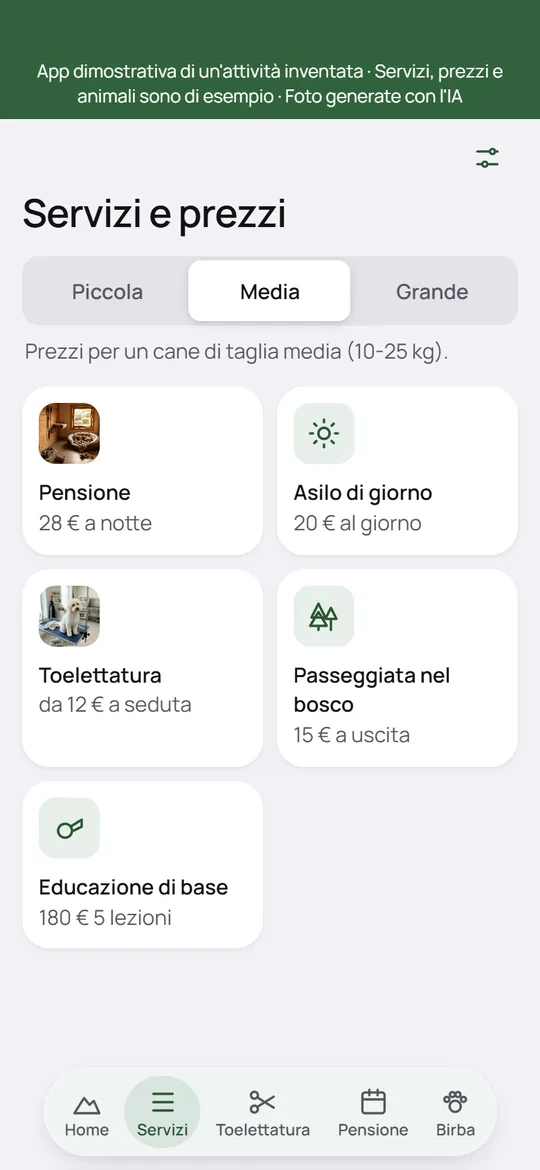 App dimostrativa di un'attività inventata · Servizi, prezzi e
animali sono di esempio · Foto generate con l'IA
Servizi e prezzi
Piccola
Media
Grande
Prezzi per un cane di taglia media (10-25 kg).
Pensione
28 € a notte
Asilo di giorno
20 € al giorno
Toelettatura
da 12 € a seduta
Passeggiata nel
bosco
15 € a uscita
Educazione di base
180 € 5 lezioni
Home
Servizi
Toelettatura
Pensione
Birba